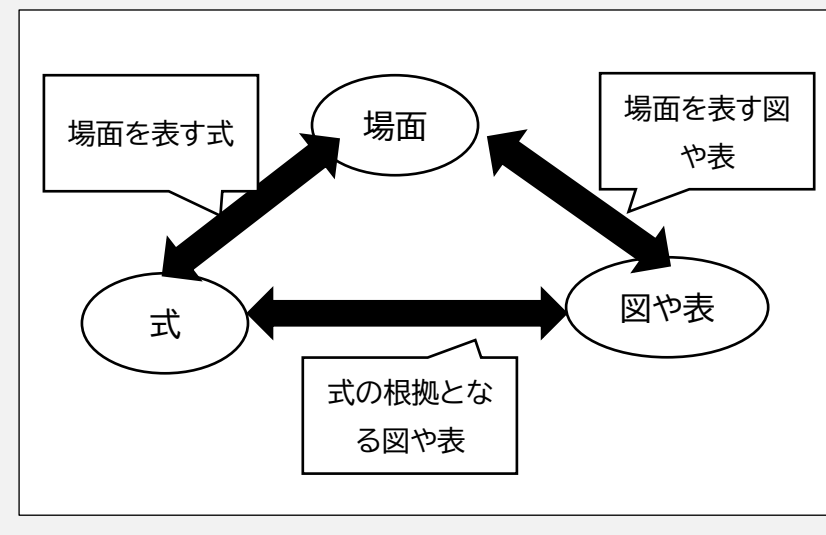 場面を表す式
場面
場面を表す図
や表
式
図や表
式の根拠とな
る図や表